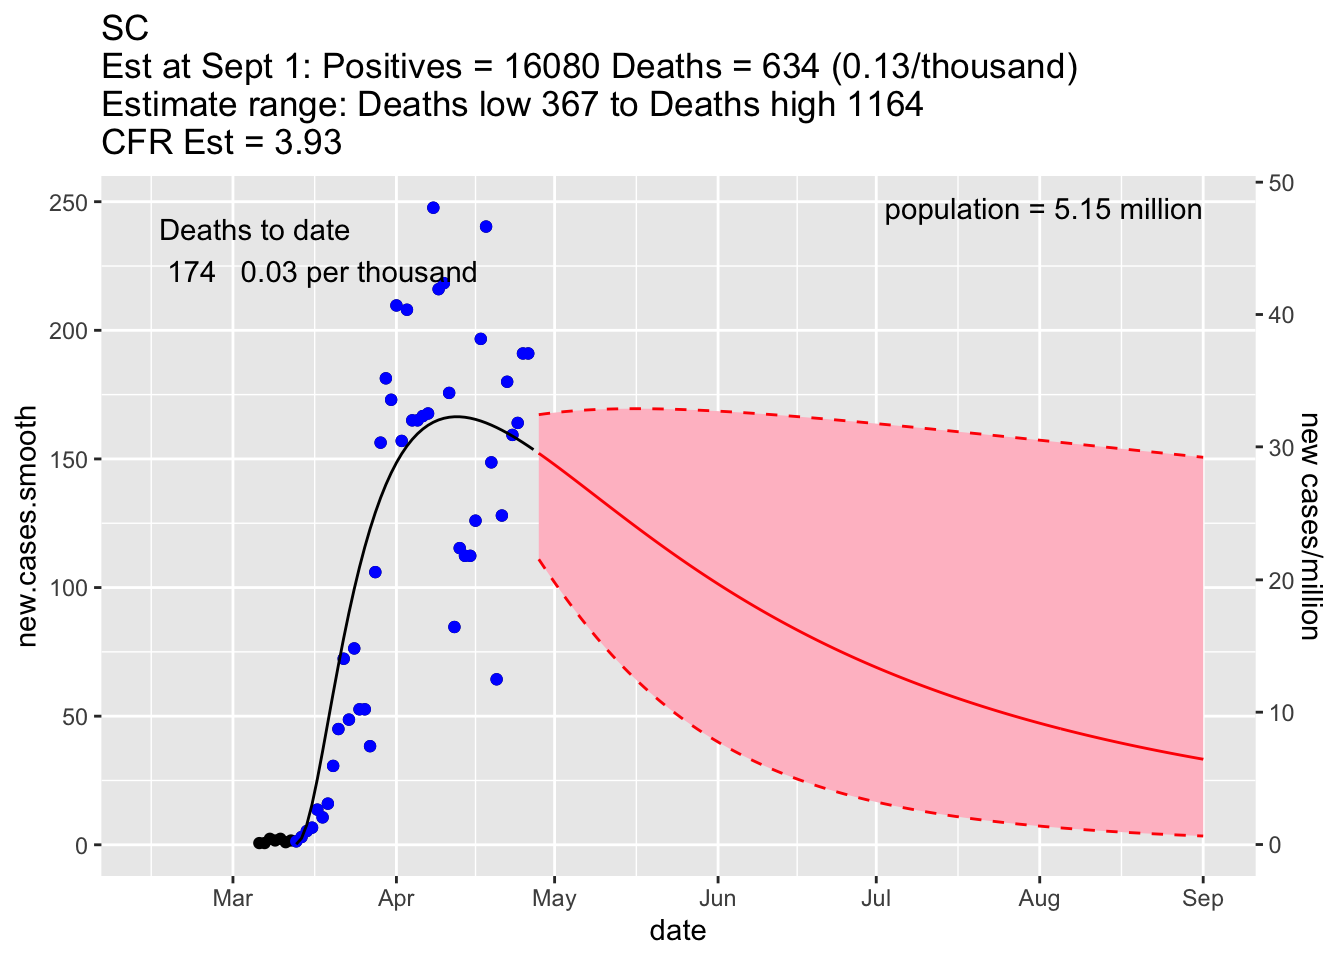 SC
Est at Sept 1: Positives = 16080 Deaths = 634 (0.13/thousand)
Estimate range: Deaths low 367 to Deaths high 1164
CFR Est = 3.93
Deaths to date
174 0.03 per thousand
population = 5.15 million
new.cases.smooth
250
200
150
100
50
0
50
40
30
20
10
0
new cases/million
Mar Apr May Jun Jul Aug Sep
date